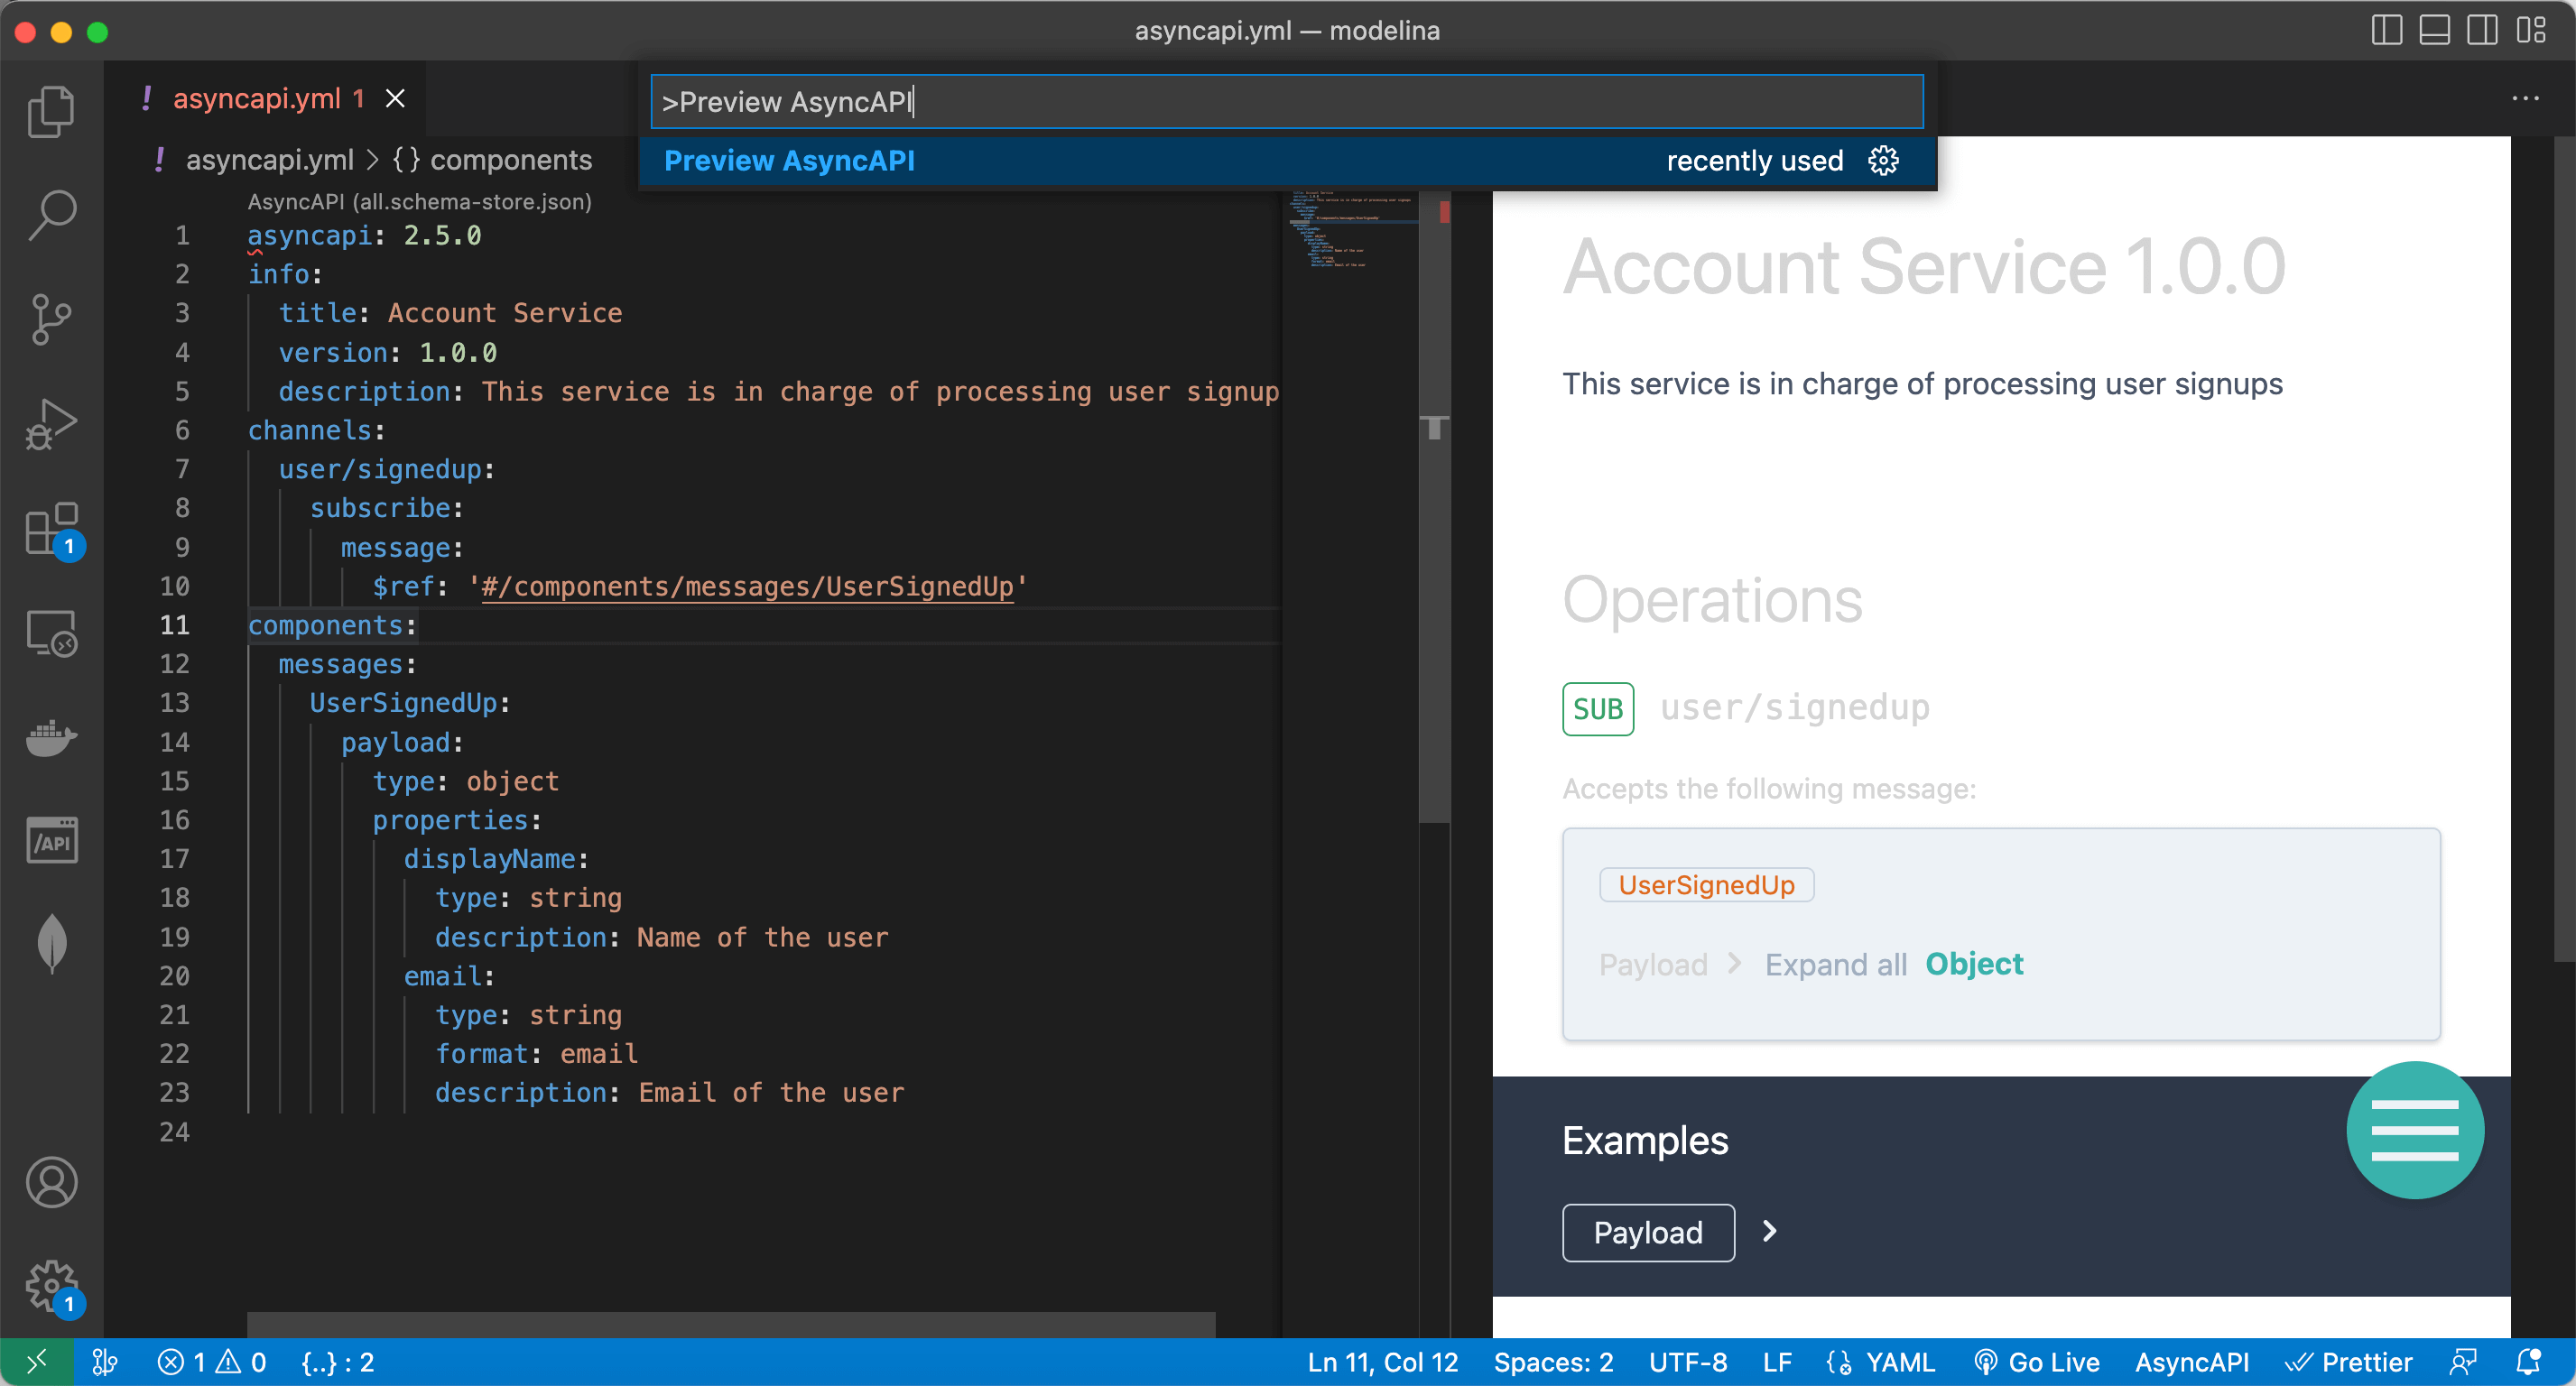 asyncapi.yml — modelina
! asyncapi.yml 1
>Preview AsyncAPI
Preview AsyncAPI recently used
! asyncapi.yml > {} components
AsyncAPI (all.schema-store.json)
1 asyncapi: 2.5.0
2 info:
3 title: Account Service
4 version: 1.0.0
5 description: This service is in charge of processing user signup
6 channels:
7 user/signedup:
8 subscribe:
9 message:
10 $ref: '#/components/messages/UserSignedUp'
11 components:
12 messages:
13 UserSignedUp:
14 payload:
15 type: object
16 properties:
17 displayName:
18 type: string
19 description: Name of the user
20 email:
21 type: string
22 format: email
23 description: Email of the user
24
1
/API
1
Account Service 1.0.0
This service is in charge of processing user signups
Operations
SUB user/signedup
Accepts the following message:
UserSignedUp
Payload > Expand all Object
Examples
Payload >
1 0 {..} : 2
Ln 11, Col 12 Spaces: 2 UTF-8 LF YAML Go Live AsyncAPI Prettier